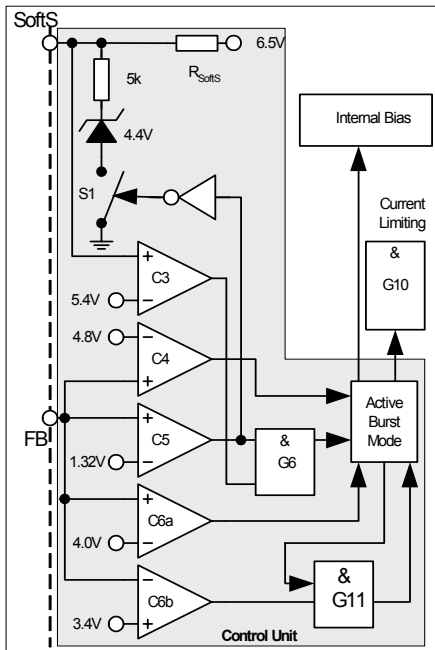 SoftS
6.5V
5k
RSoftS
4.4V
Internal Bias
S1
Current
Limiting
&
G10
C3
5.4V
4.8V
C4
Active
Burst
Mode
FB
C5
&
G6
1.32V
C6a
4.0V
&
G11
C6b
3.4V
Control Unit